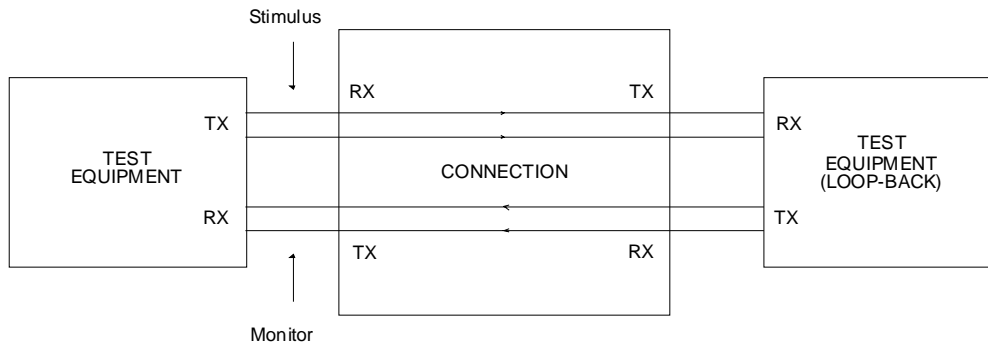 Stimulus
RX
TX
TX
RX
TEST
EQUIPMENT
CONNECTION
TEST
EQUIPMENT
(LOOP-BACK)
RX
TX
TX
RX
Monitor